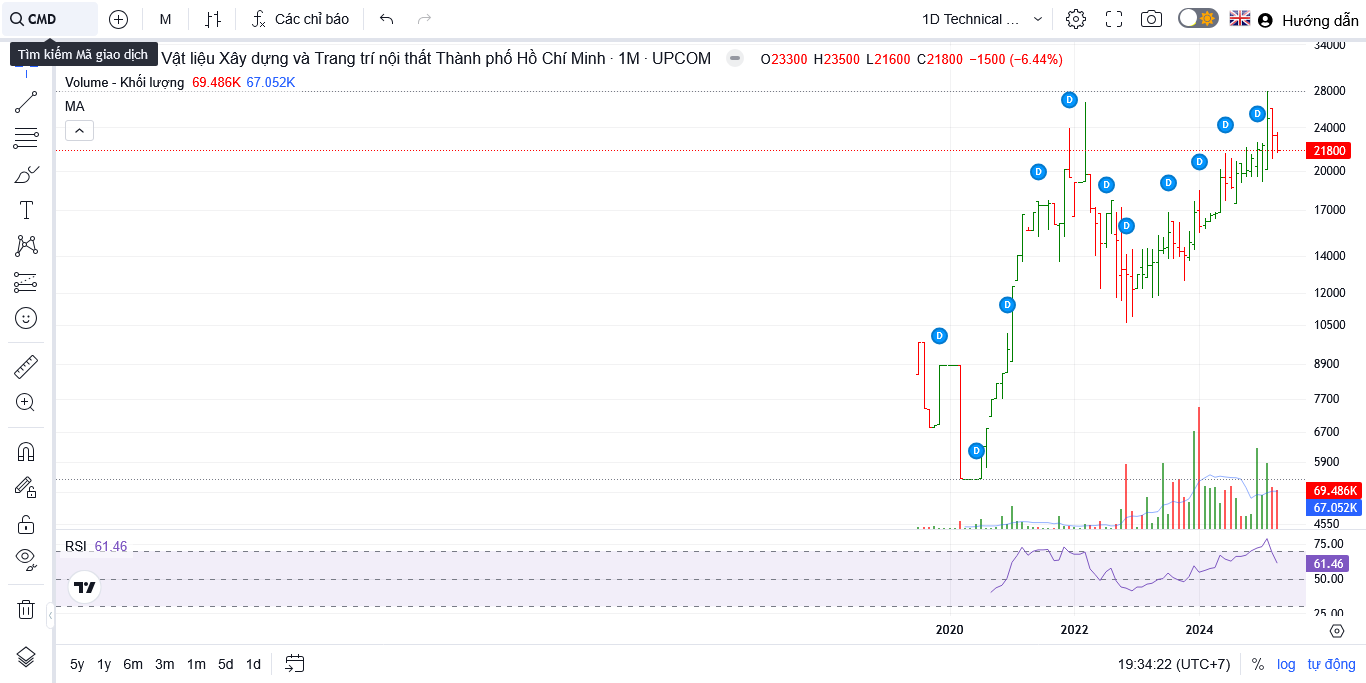 CMD
M
Các chỉ báo
1D Technical ...
Hướng dẫn
Tìm kiếm Mã giao dịch
Vật liệu Xây dựng và Trang trí nội thất Thành phố Hồ Chí Minh · 1M · UPCOM
O23300 H23500 L21600 C21800 −1500 (−6.44%)
Volume - Khối lượng 69.486K 67.052K
MA
34000
28000
24000
21800
20000
17000
14000
12000
10500
8900
7700
6700
5900
69.486K
67.052K
4550
D
D
D
D
D
D
D
D
D
D
D
RSI 61.46
75.00
61.46
50.00
25.00
2020
2022
2024
5y 1y 6m 3m 1m 5d 1d
19:34:22 (UTC+7)
% log tự động